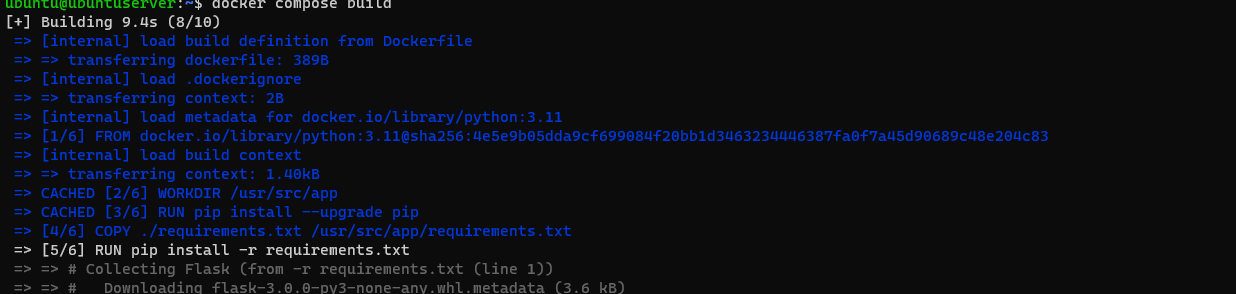 ubuntu@ubuntuserver:~$ docker compose build
[+] Building 9.4s (8/10)
=> [internal] load build definition from Dockerfile
=> => transferring dockerfile: 389B
=> [internal] load .dockerignore
=> => transferring context: 2B
=> [internal] load metadata for docker.io/library/python:3.11
=> [1/6] FROM docker.io/library/python:3.11@sha256:4e5e9b05dda9cf699084f20bb1d3463234446387fa0f7a45d90689c48e204c83
=> [internal] load build context
=> => transferring context: 1.40kB
=> CACHED [2/6] WORKDIR /usr/src/app
=> CACHED [3/6] RUN pip install --upgrade pip
=> [4/6] COPY ./requirements.txt /usr/src/app/requirements.txt
=> [5/6] RUN pip install -r requirements.txt
=> => # Collecting Flask (from -r requirements.txt (line 1))
=> => #   Downloading flask-3.0.0-py3-none-any.whl.metadata (3.6 kB)